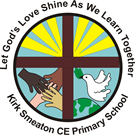 Let God's Love Shine As We Learn Together
Kirk Smeaton CE Primary School